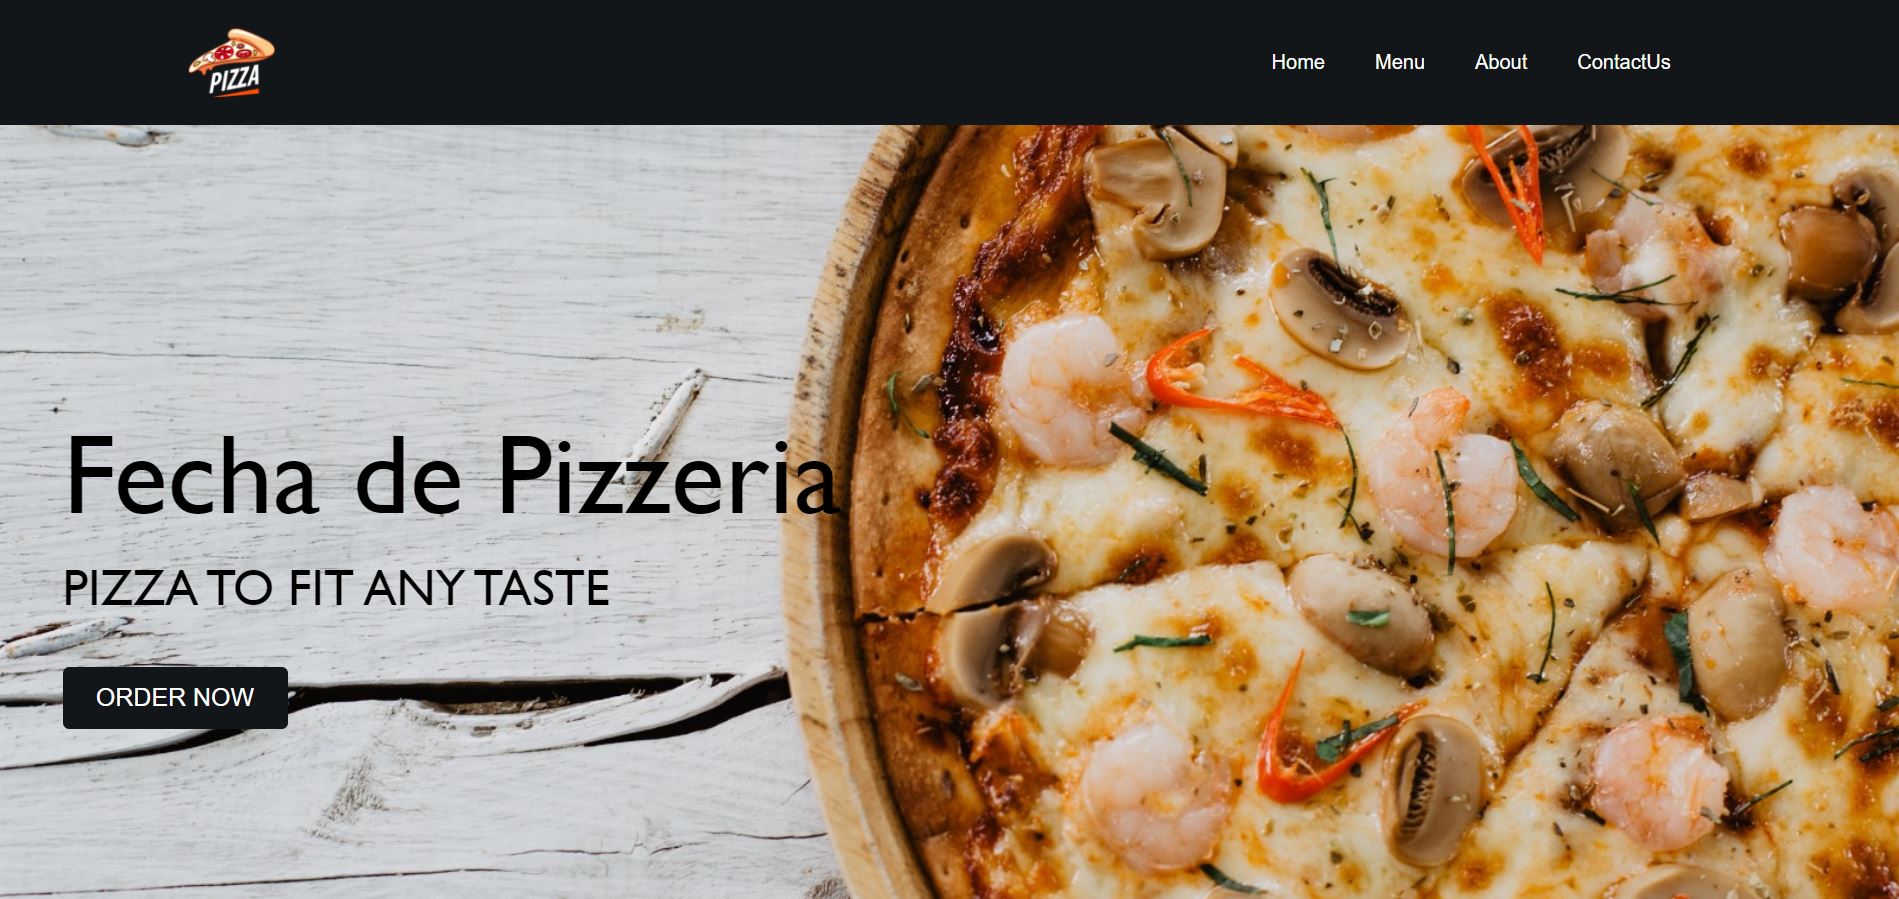 PIZZA
Home Menu About ContactUs
Fecha de Pizzeria
PIZZA TO FIT ANY TASTE
ORDER NOW